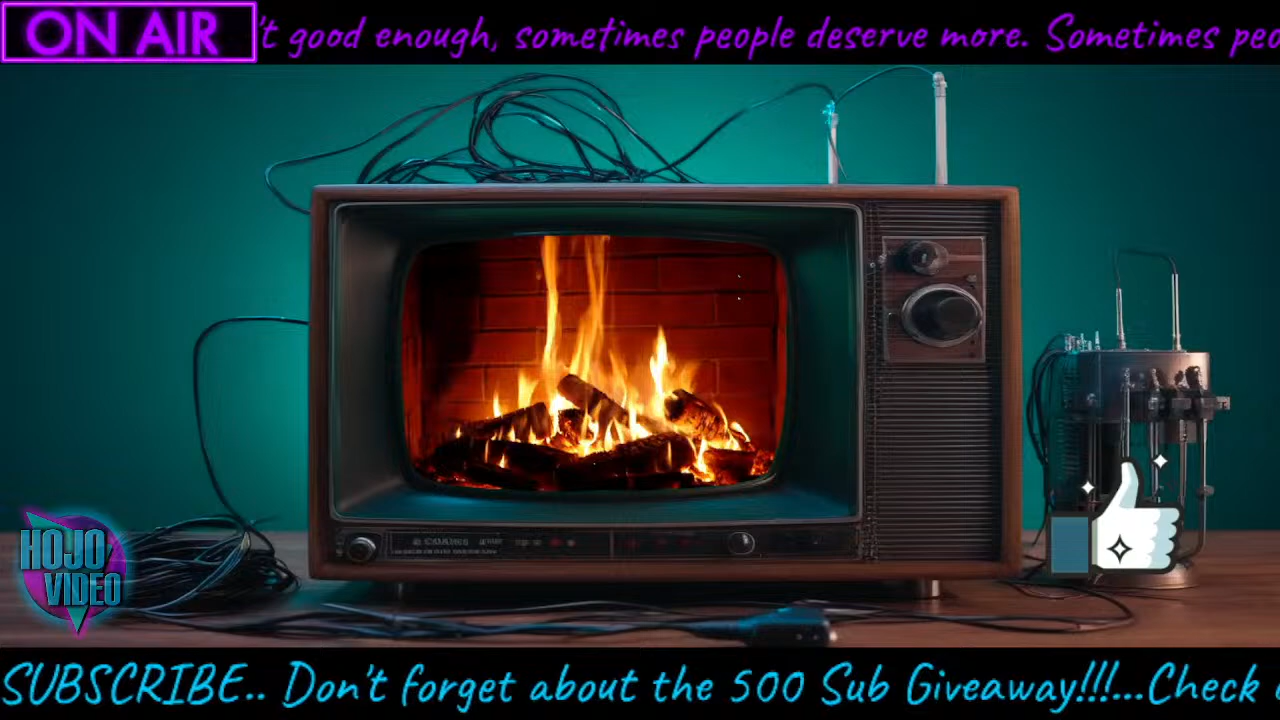 ON AIR
't good enough, sometimes people deserve more. Sometimes peo
HOJO
VIDEO
SUBSCRIBE.. Don't forget about the 500 Sub Giveaway!!!...Check